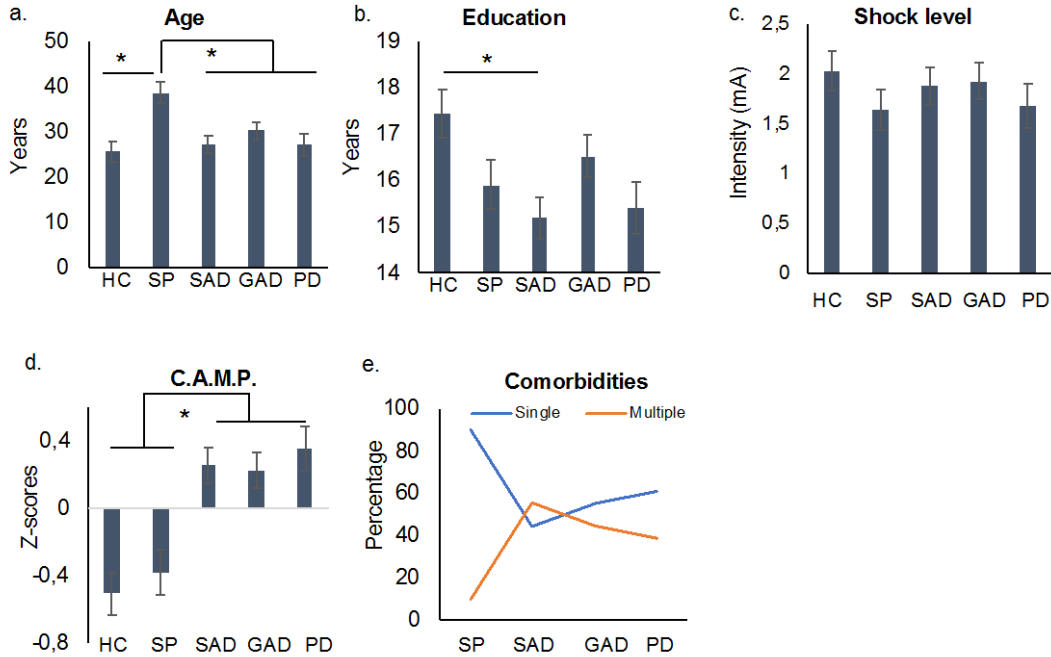 a.
Age
50
40
30
20
10
0
Years
*
*
HC SP SAD GAD PD
b.
Education
19
18
17
16
15
14
Years
*
HC SP SAD GAD PD
c.
Shock level
2,5
2
1,5
1
0,5
0
Intensity (mA)
HC SP SAD GAD PD
d.
C.A.M.P.
0,4
0
-0,4
-0,8
Z-scores
*
HC SP SAD GAD PD
e.
Comorbidities
Single Multiple
100
80
60
40
20
0
Percentage
SP SAD GAD PD